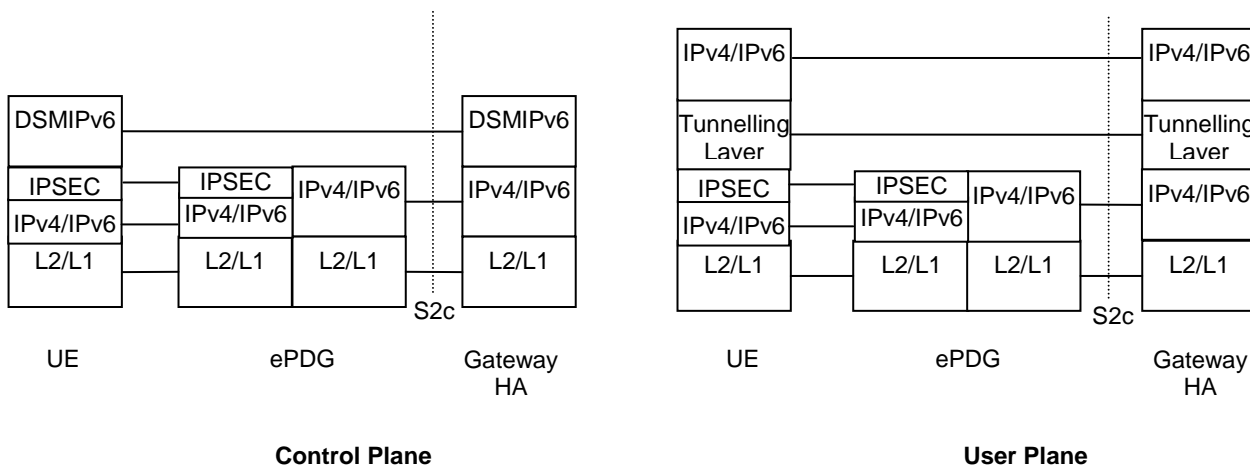 DSMIPv6
DSMIPv6
IPSEC
IPSEC
IPv4/IPv6
IPv4/IPv6
IPv4/IPv6
IPv4/IPv6
L2/L1
L2/L1
L2/L1
L2/L1
S2c
UE
ePDG
Gateway
HA
Control Plane
IPv4/IPv6
IPv4/IPv6
Tunnelling
Layer
Tunnelling
Layer
IPSEC
IPSEC
IPv4/IPv6
IPv4/IPv6
IPv4/IPv6
IPv4/IPv6
L2/L1
L2/L1
L2/L1
L2/L1
S2c
UE
ePDG
Gateway
HA
User Plane